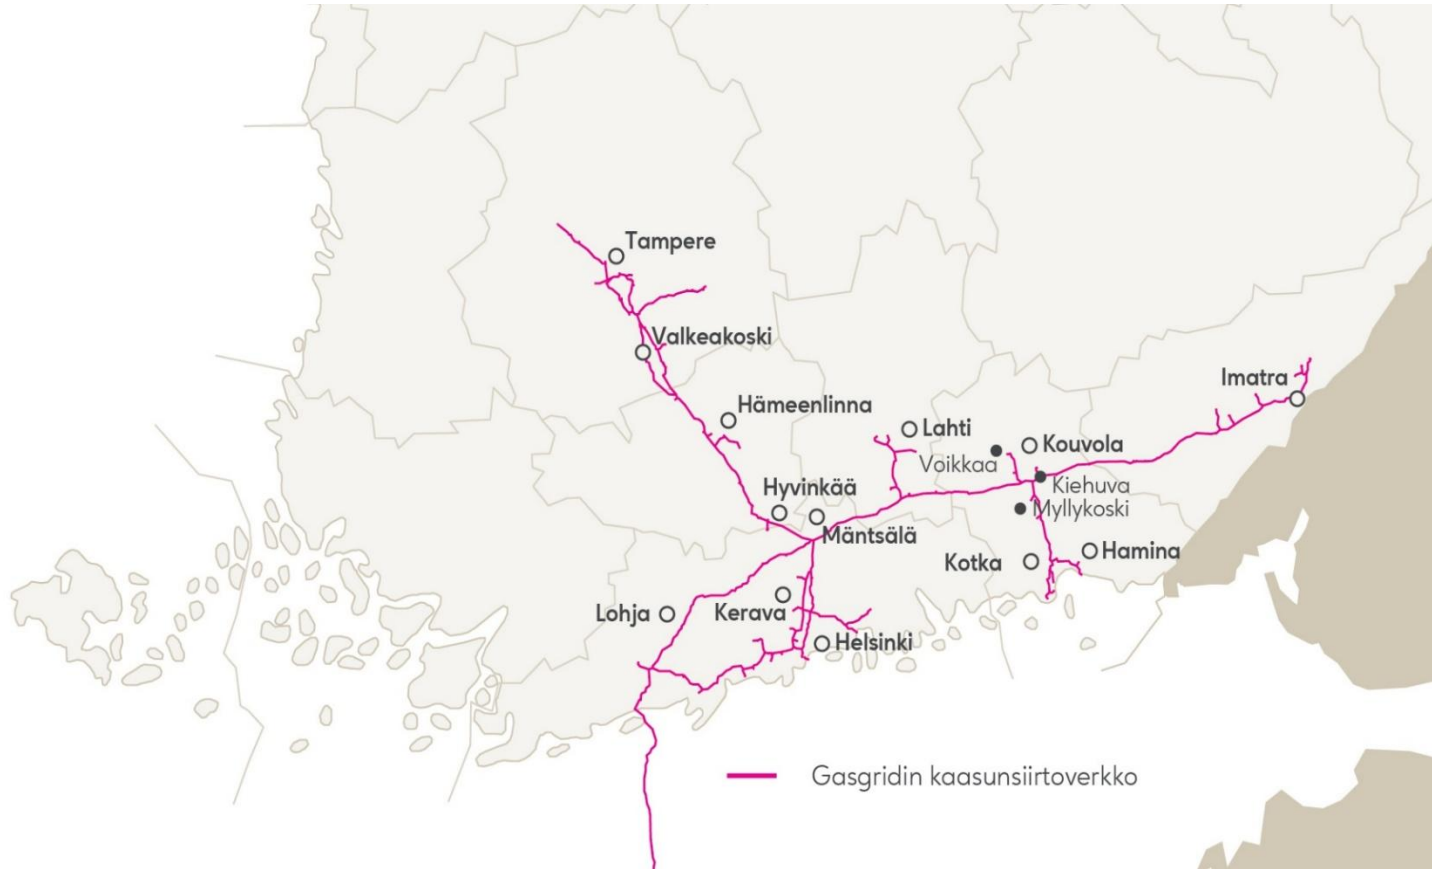 Tampere
Valkeakoski
Imatra
Hämeenlinna
Lahti
Kouvola
Voikkaa
Hyvinkää
Kiehuva
Myllykoski
Mäntsälä
Hamina
Kotka
Lohja
Kerava
Helsinki
Gasgridin kaasunsiirtoverkko